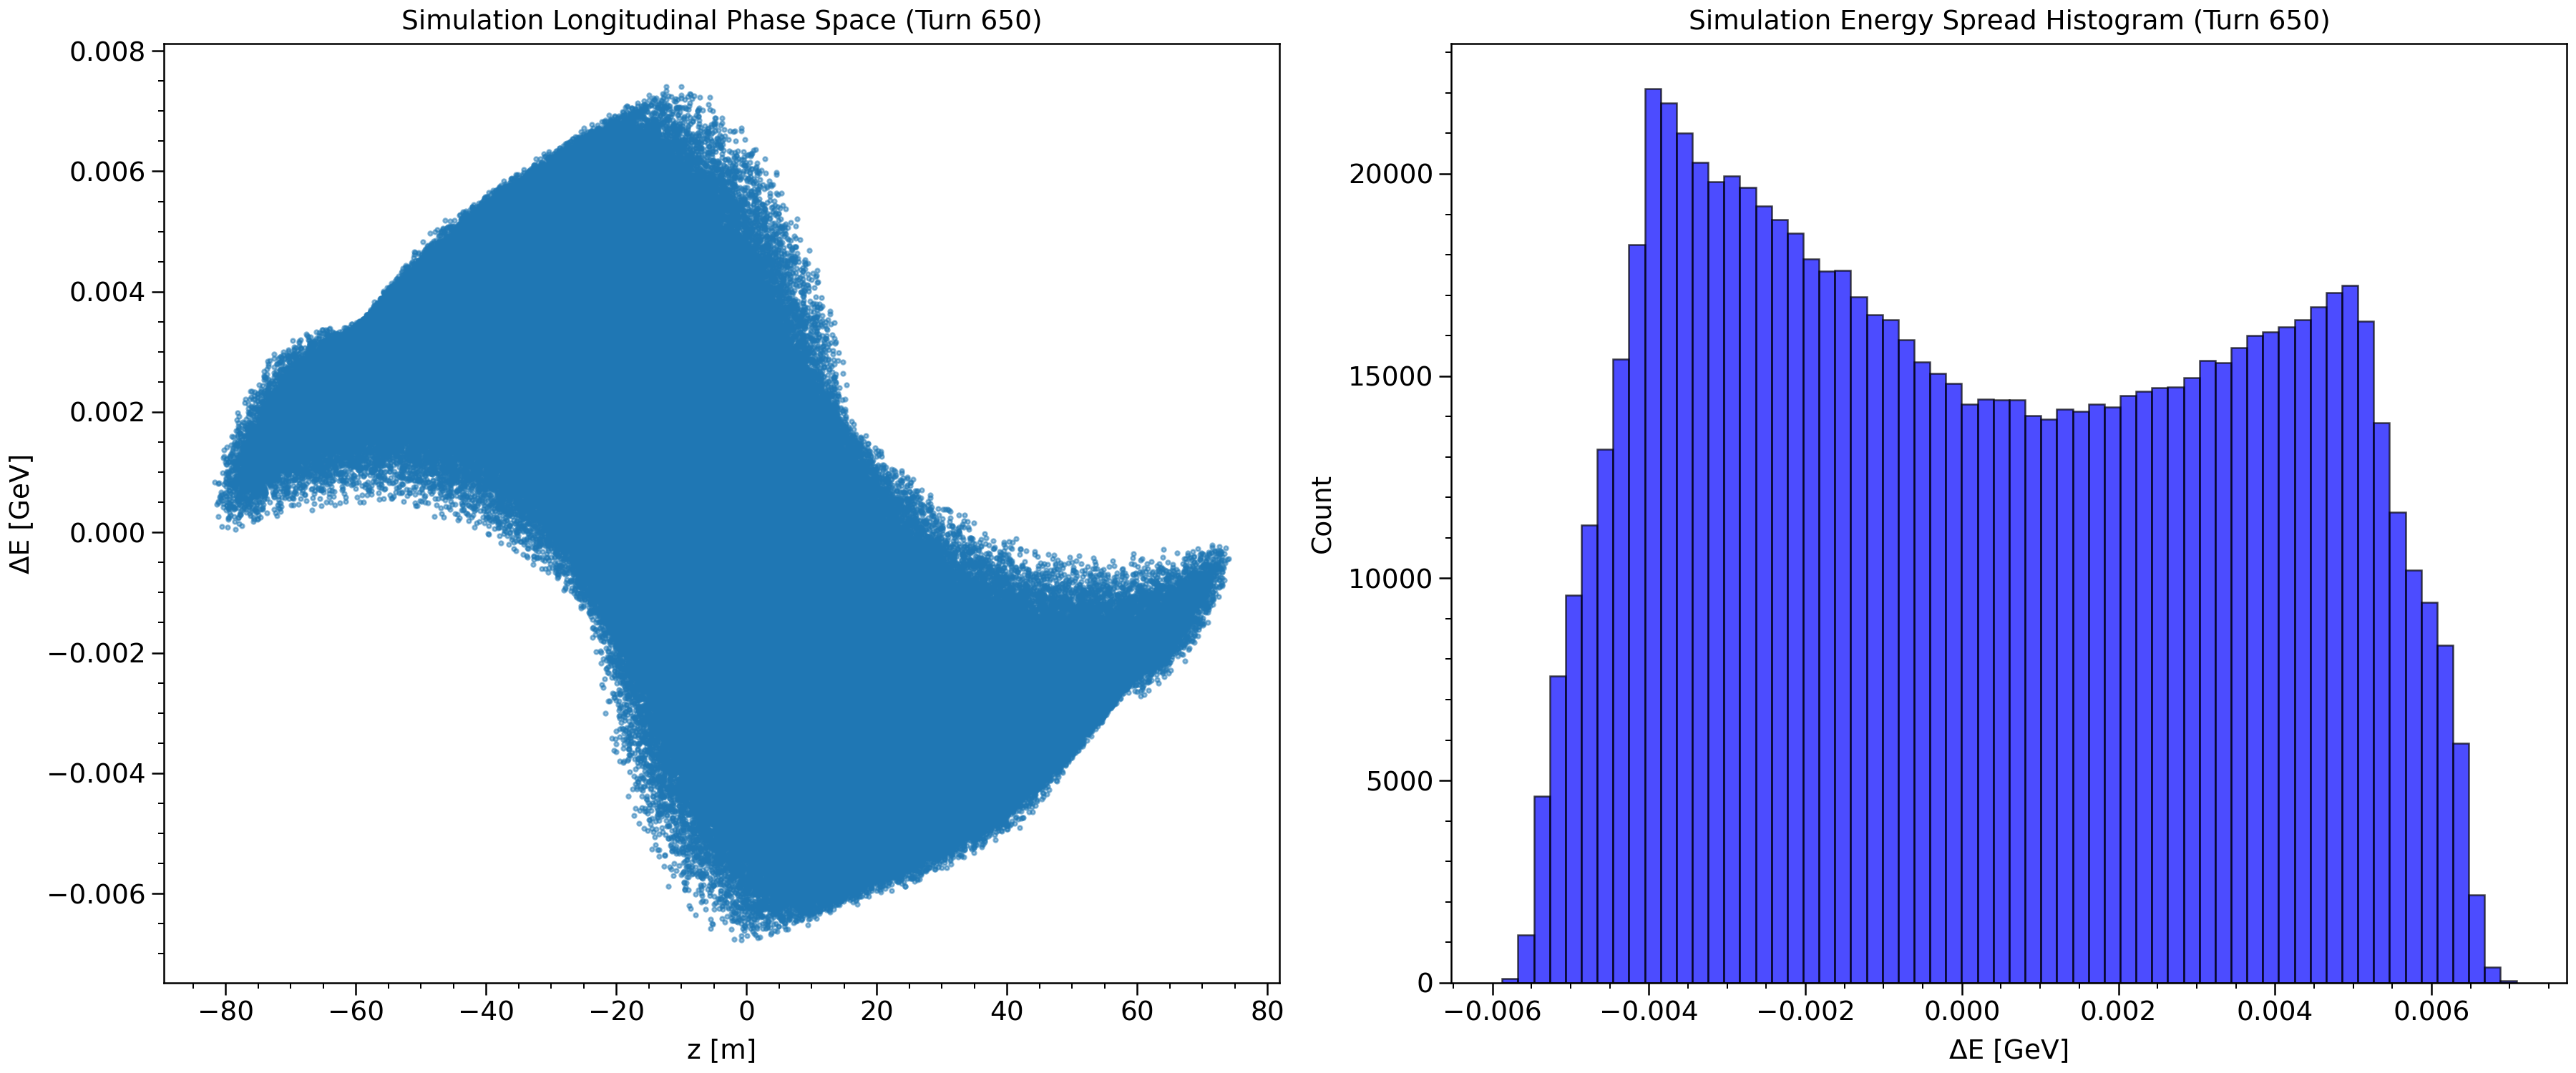 Simulation Longitudinal Phase Space (Turn 650)
0.008
0.006
0.004
0.002
0.000
−0.002
−0.004
−0.006
ΔE [GeV]
−80 −60 −40 −20 0 20 40 60 80
z [m]
Simulation Energy Spread Histogram (Turn 650)
20000
15000
10000
5000
0
Count
−0.006 −0.004 −0.002 0.000 0.002 0.004 0.006
ΔE [GeV]